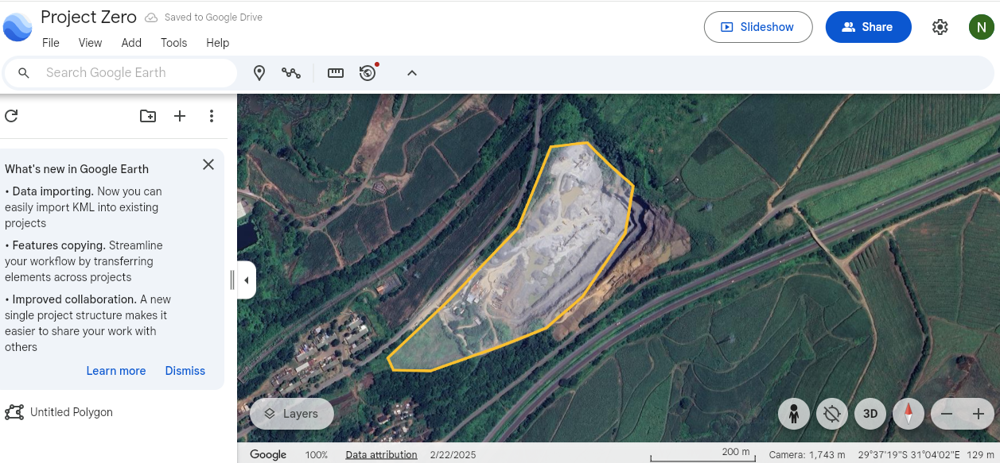 Project Zero
Saved to Google Drive
File View Add Tools Help
Slideshow
Share
N
Search Google Earth
What's new in Google Earth
• Data importing. Now you can
easily import KML into existing
projects
• Features copying. Streamline
your workflow by transferring
elements across projects
• Improved collaboration. A new
single project structure makes it
easier to share your work with
others
Learn more Dismiss
Untitled Polygon
Layers
3D
Google 100% Data attribution 2/22/2025 200 m Camera: 1,743 m 29°37'19"S 31°04'02"E 129 m